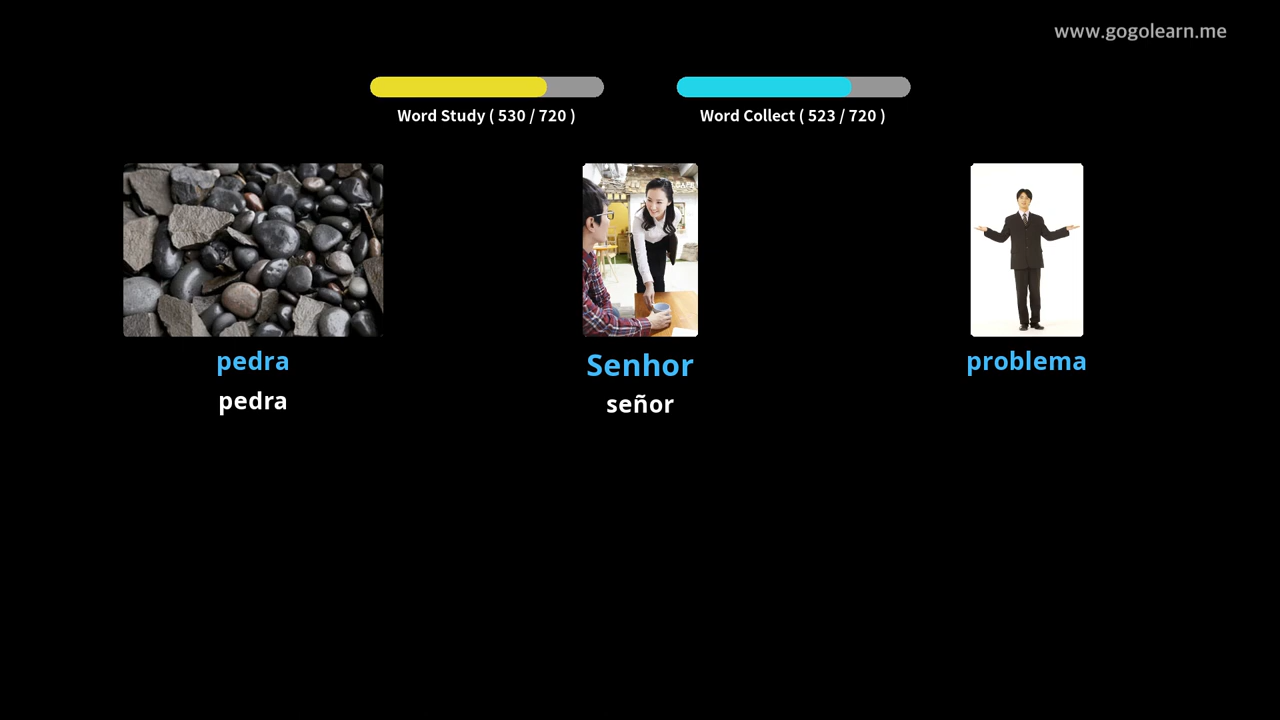 www.gogolearn.me
Word Study ( 530 / 720 )
Word Collect ( 523 / 720 )
pedra
Senhor
problema
pedra
señor